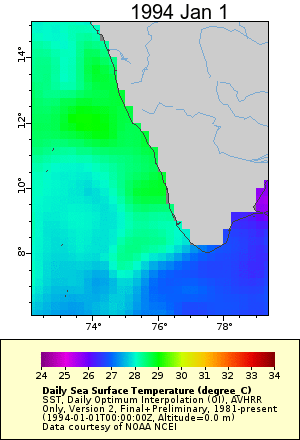 1994 Jan 1
14°
12°
10°
8°
74°
76°
78°
24 25 26 27 28 29 30 31 32 33 34
Daily Sea Surface Temperature (degree_C)
SST, Daily Optimum Interpolation (OI), AVHRR
Only, Version 2, Final+Preliminary, 1981-present
(1994-01-01T00:00:00Z, Altitude=0.0 m)
Data courtesy of NOAA NCEI